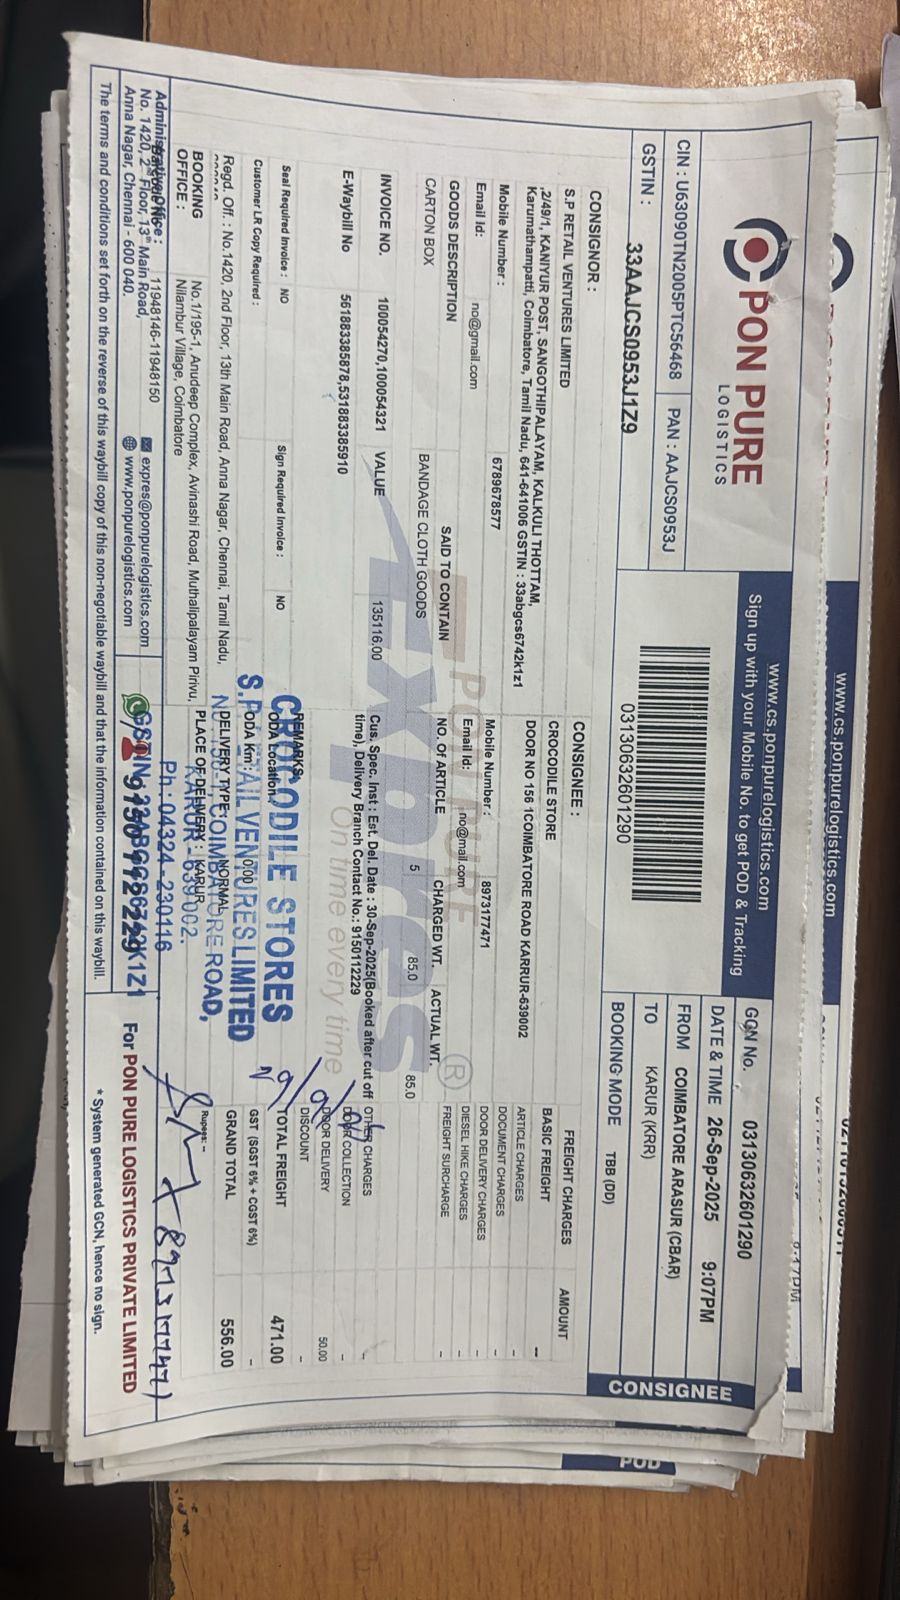 PON PURE
LOGISTICS
www.cs.ponpurelogistics.com
Sign up with your Mobile No. to get POD & Tracking
CIN : U63090TN2005PTC56468
PAN : AAJCS0953J
GSTIN : 33AAJCS0953J1Z9
03130632601290
GCN No. 03130632601290
DATE & TIME 26-Sep-2025 9:07PM
FROM COIMBATORE ARASUR (CBAR)
TO KARUR (KRR)
BOOKING MODE TBB (DD)
CONSIGNEE
CONSIGNOR :
S.P RETAIL VENTURES LIMITED
,2/49/1, KANIYUR POST, SANGOTHIPALAYAM, KALKULI THOTTAM,
Karumathampatti, Coimbatore, Tamil Nadu, 641-641006 GSTIN : 33abgcs6742k1z1
Mobile Number : 6789678577
Email Id: no@gmail.com
CONSIGNEE :
CROCODILE STORE
DOOR NO 156 1COIMBATORE ROAD KARRUR-639002
Mobile Number : 8973177471
Email Id: no@mail.com
GOODS DESCRIPTION SAID TO CONTAIN NO. Of ARTICLE CHARGED WT. ACTUAL WT.
CARTON BOX BANDAGE CLOTH GOODS 5 85.0 85.0
INVOICE NO. 100054270,100054321 VALUE 135116.00
E-Waybill No 561883385878,531883385910
Cus. Spec. Inst : Est. Del. Date : 30-Sep-2025(Booked after cut off
time), Delivery Branch Contact No.: 9150112229
Seal Required Invoice : NO Sign Required Invoice : NO
Customer LR Copy Required :
REMARKS:
ODA Location:
ODA Km: 0.00
Regd. Off. : No.1420, 2nd Floor, 13th Main Road, Anna Nagar, Chennai, Tamil Nadu,
DELIVERY TYPE: NORMAL
BOOKING OFFICE : No.1/195-1, Anudeep Complex, Avinashi Road, Muthalipalayam Pirivu,
Nilambur Village, Coimbatore
PLACE OF DELIVERY : KARUR
FREIGHT CHARGES AMOUNT
BASIC FREIGHT -
ARTICLE CHARGES -
DOCUMENT CHARGES -
DOOR DELIVERY CHARGES -
DIESEL HIKE CHARGES -
FREIGHT SURCHARGE -
OTHER CHARGES -
DOOR COLLECTION -
DOOR DELIVERY 50.00
DISCOUNT -
TOTAL FREIGHT 471.00
GST (SGST 6% + CGST 6%) -
GRAND TOTAL 556.00
Rupees: --
PON PURE
Expres
On time every time
®
CROCODILE STORES
S.P. RETAIL VENTURES LIMITED
COIMBATORE ROAD,
KARUR - 639 002.
Ph : 04324 - 230116
GSTIN : 33ABGCS6742K1Z1
Administrative Office : 11948146-11948150
No. 1420, 2nd Floor, 13th Main Road,
Anna Nagar, Chennai - 600 040.
expres@ponpurelogistics.com
www.ponpurelogistics.com
9150112229
For PON PURE LOGISTICS PRIVATE LIMITED
The terms and conditions set forth on the reverse of this waybill copy of this non-negotiable waybill and that the information contained on this waybill.
* System generated GCN, hence no sign.
www.cs.ponpurelogistics.com
POD